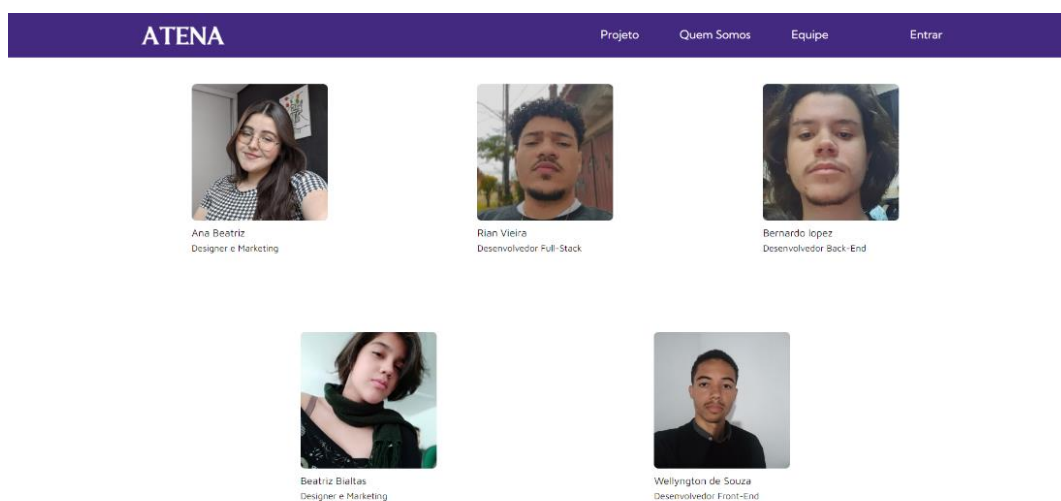 ATENA
Projeto Quem Somos Equipe Entrar
Ana Beatriz
Designer e Marketing
Rian Vieira
Desenvolvedor Full-Stack
Bernardo lopez
Desenvolvedor Back-End
Beatriz Bialtas
Designer e Marketing
Wellyngton de Souza
Desenvolvedor Front-End